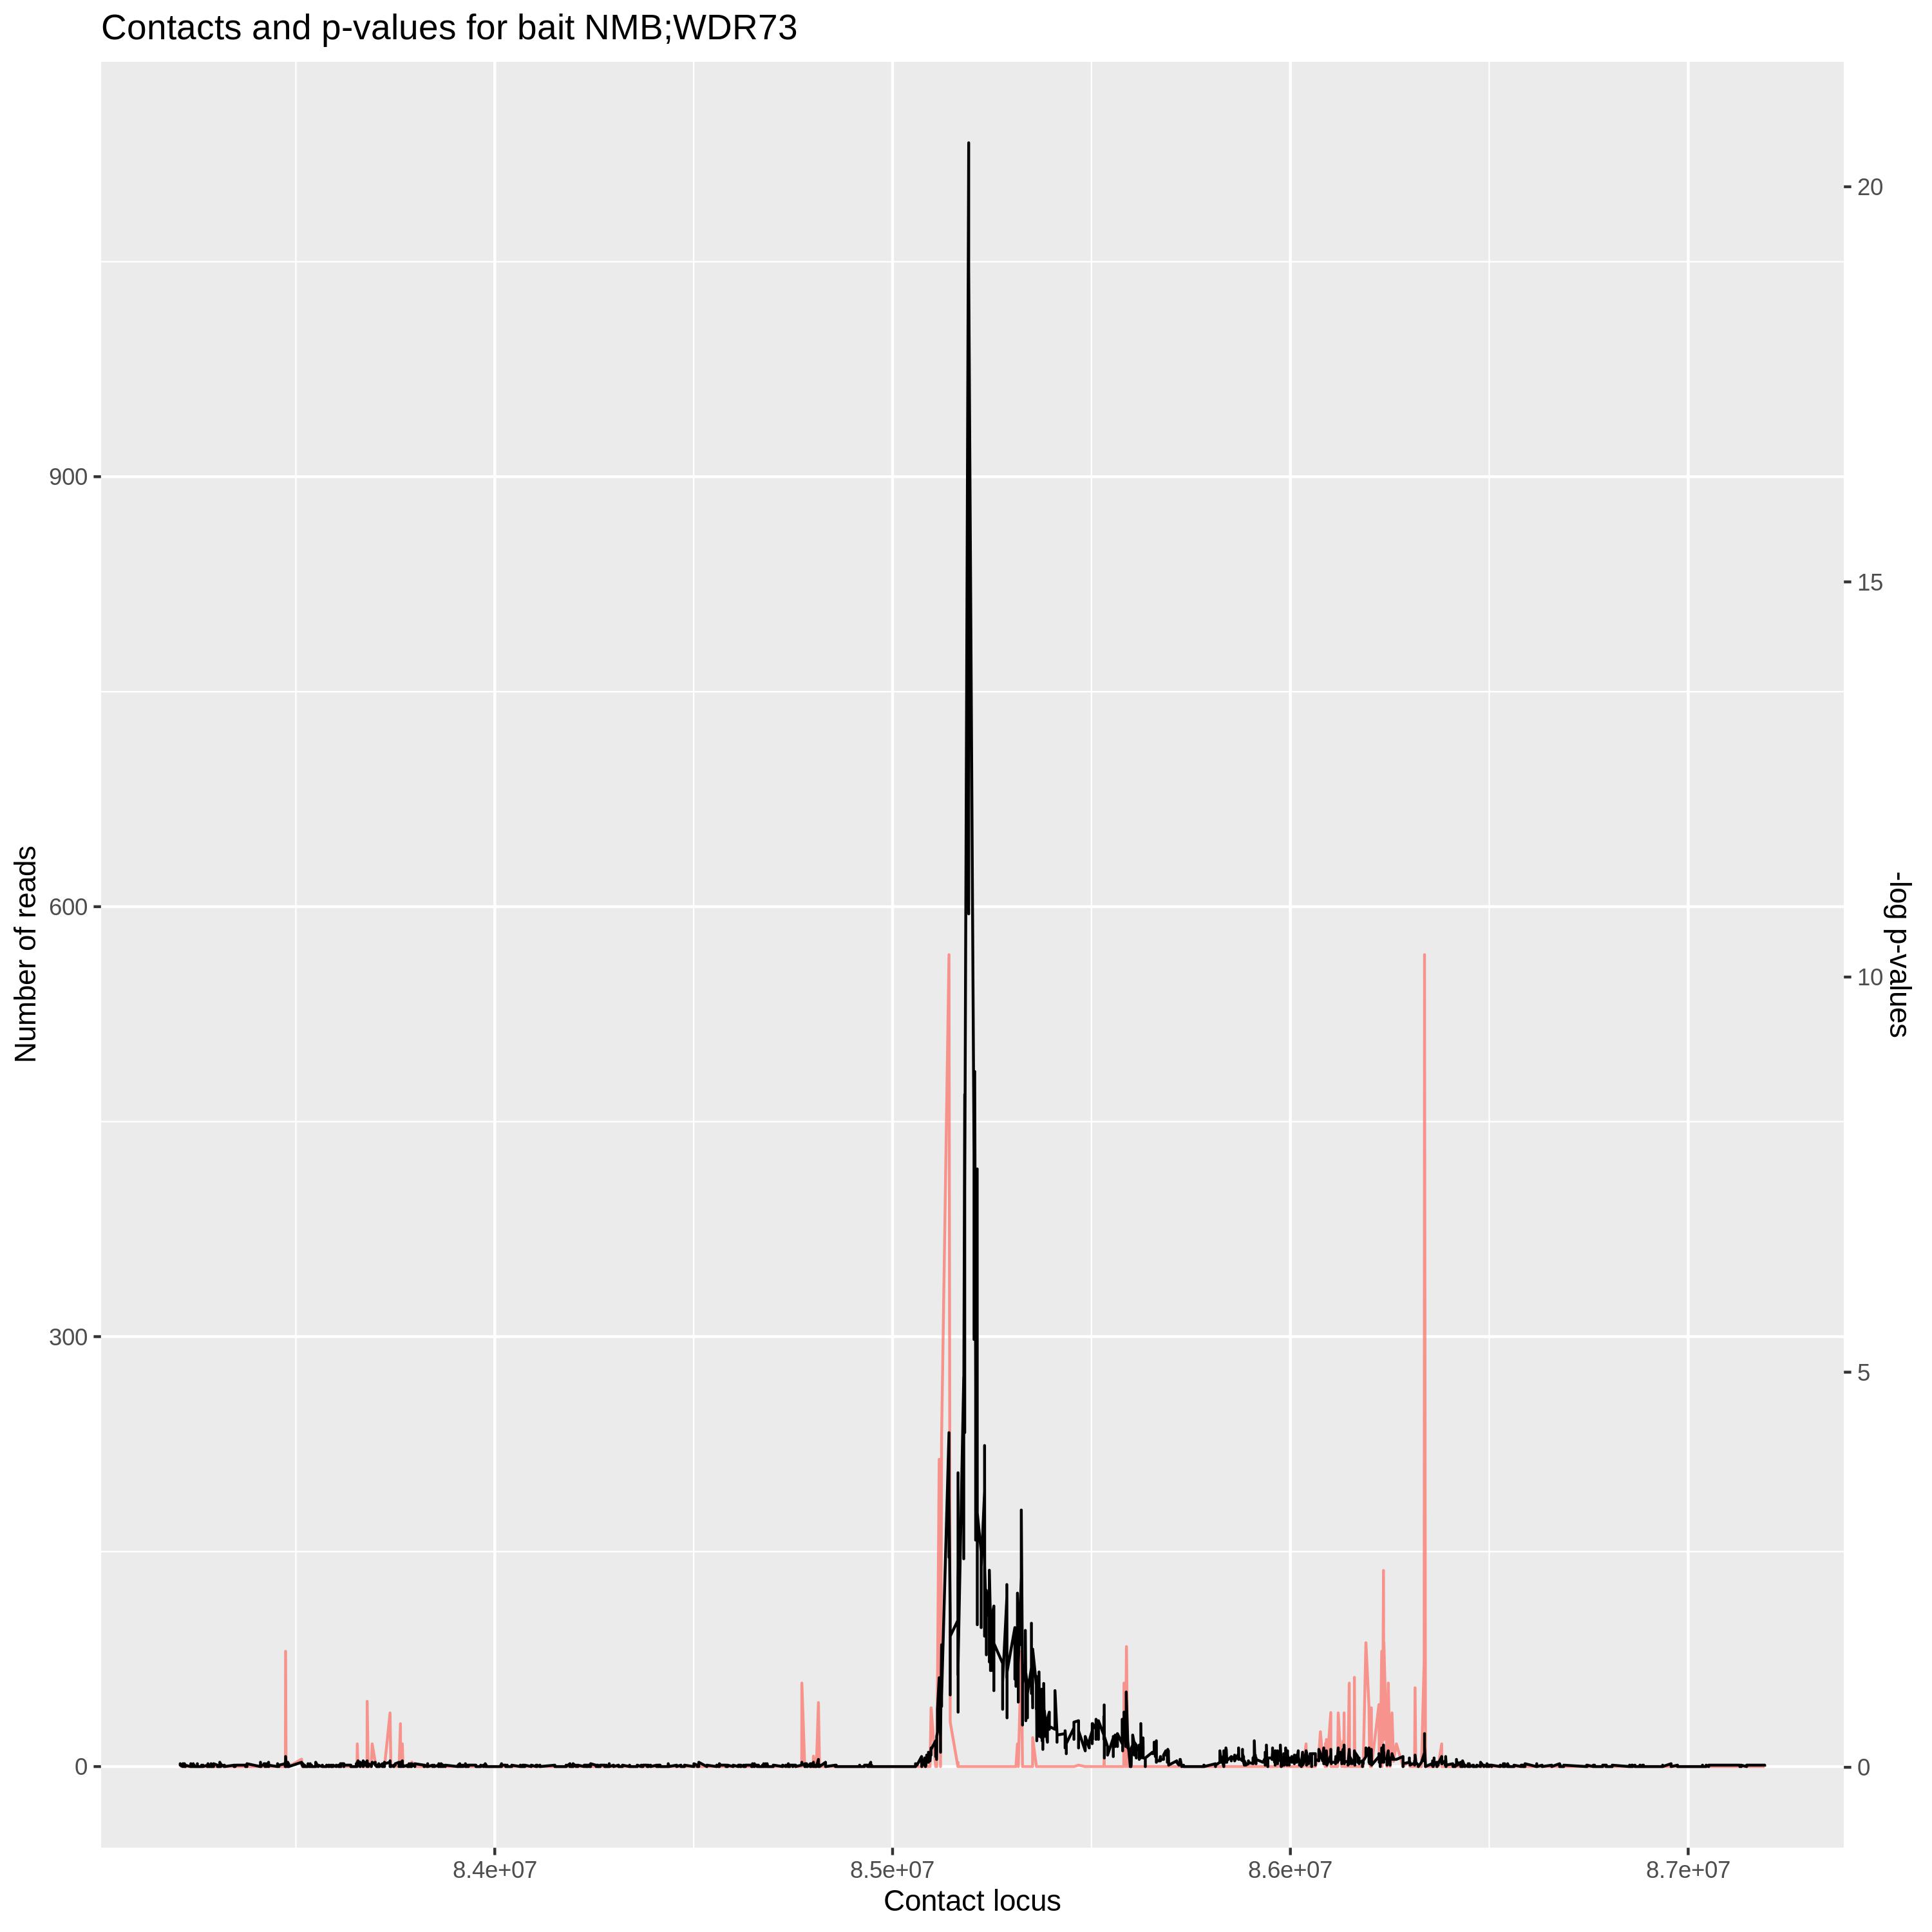 Contacts and p-values for bait NMB;WDR73
Number of reads
900
600
300
0
20
15
10
5
0
-log p-values
8.4e+07
8.5e+07
8.6e+07
8.7e+07
Contact locus